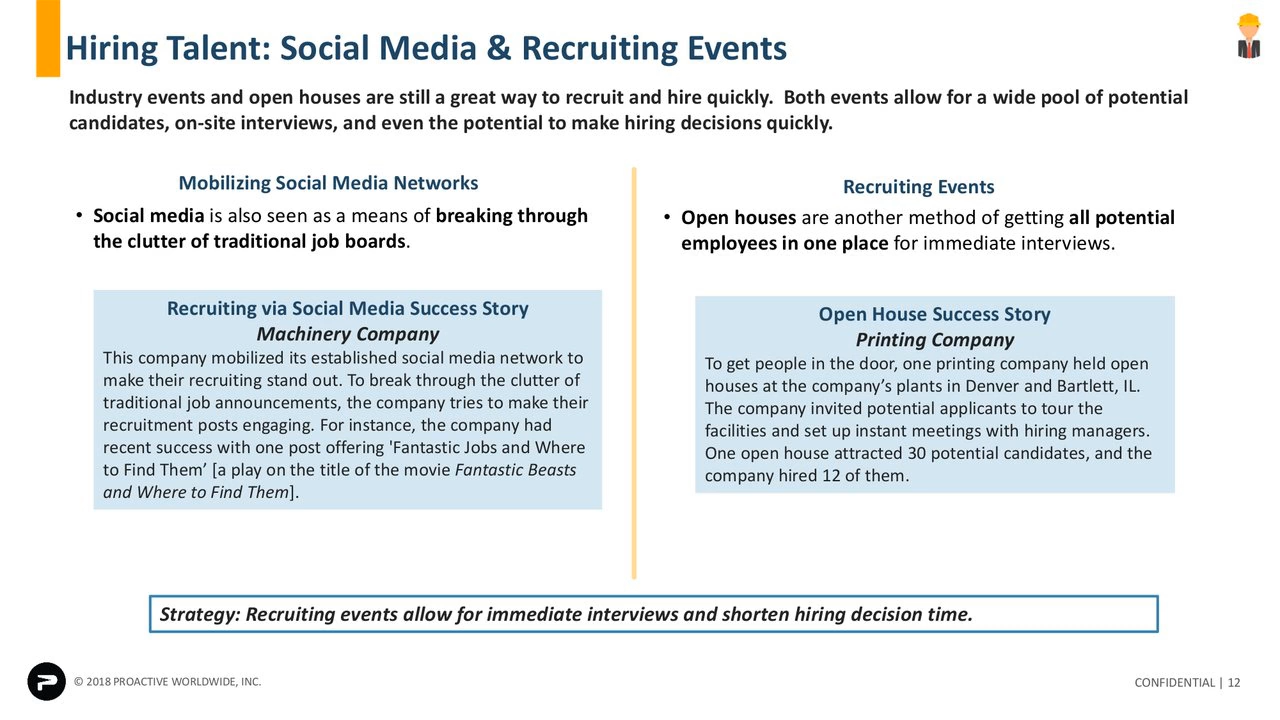 Hiring Talent: Social Media & Recruiting Events
Industry events and open houses are still a great way to recruit and hire quickly.  Both events allow for a wide pool of potential
candidates, on-site interviews, and even the potential to make hiring decisions quickly.
Mobilizing Social Media Networks
• Social media is also seen as a means of breaking through
the clutter of traditional job boards.
Recruiting via Social Media Success Story
Machinery Company
This company mobilized its established social media network to
make their recruiting stand out. To break through the clutter of
traditional job announcements, the company tries to make their
recruitment posts engaging. For instance, the company had
recent success with one post offering 'Fantastic Jobs and Where
to Find Them’ [a play on the title of the movie Fantastic Beasts
and Where to Find Them].
Recruiting Events
• Open houses are another method of getting all potential
employees in one place for immediate interviews.
Open House Success Story
Printing Company
To get people in the door, one printing company held open
houses at the company’s plants in Denver and Bartlett, IL.
The company invited potential applicants to tour the
facilities and set up instant meetings with hiring managers.
One open house attracted 30 potential candidates, and the
company hired 12 of them.
Strategy: Recruiting events allow for immediate interviews and shorten hiring decision time.
© 2018 PROACTIVE WORLDWIDE, INC.
CONFIDENTIAL | 12